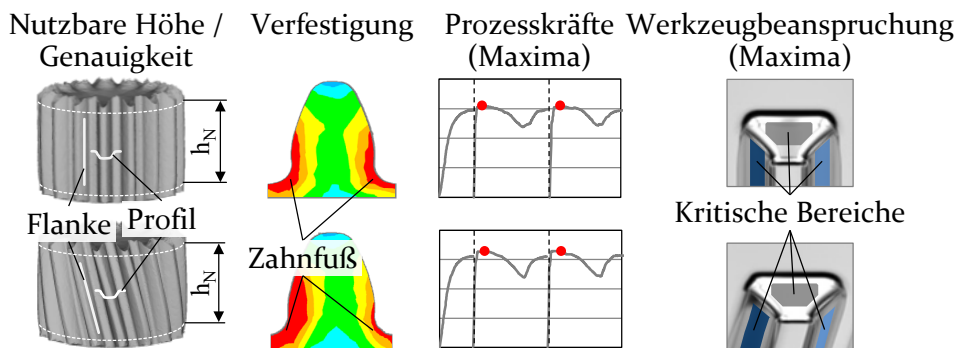 Nutzbare Höhe /
Genauigkeit
Verfestigung
Prozesskräfte
(Maxima)
Werkzeugbeanspruchung
(Maxima)
h_N
Flanke
Profil
Zahnfuß
Kritische Bereiche
h_N